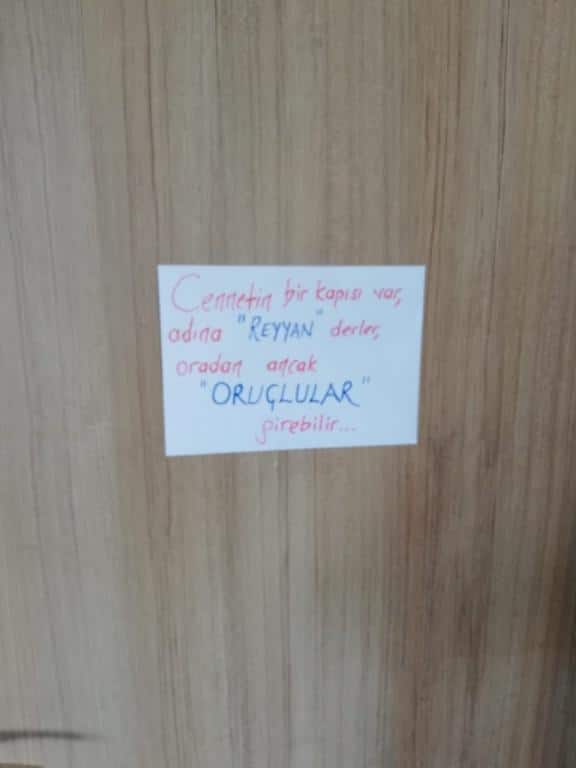 Cennetin bir kapısı var,
adına "REYYAN" derler,
oradan ancak
"ORUÇLULAR"
girebilir...